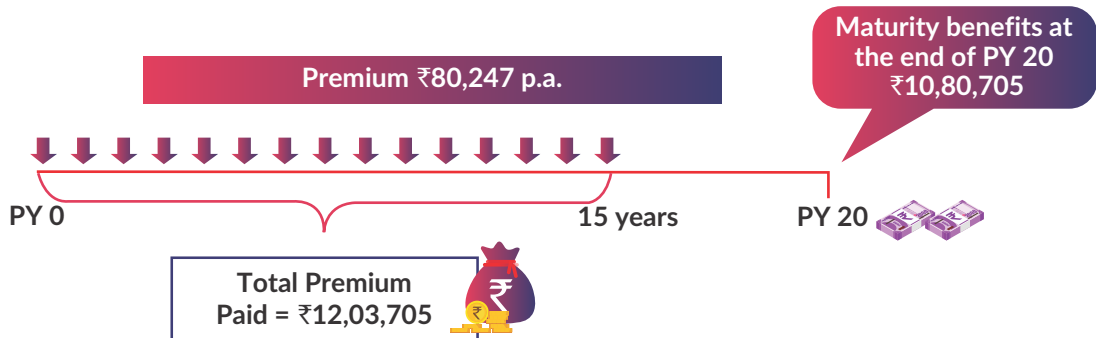 Maturity benefits at
the end of PY 20
₹10,80,705
Premium ₹80,247 p.a.
PY 0
15 years
PY 20
Total Premium
Paid = ₹12,03,705
₹
₹